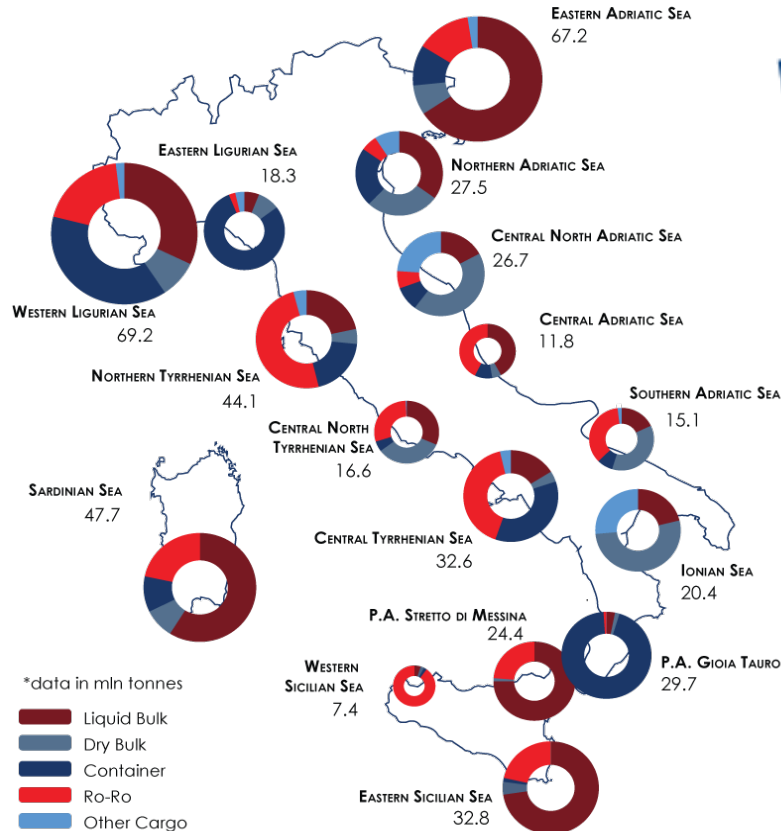 Eastern Adriatic Sea
67.2
Eastern Ligurian Sea
18.3
Northern Adriatic Sea
27.5
Central North Adriatic Sea
26.7
Western Ligurian Sea
69.2
Central Adriatic Sea
11.8
Northern Tyrrhenian Sea
44.1
Southern Adriatic Sea
15.1
Central North
Tyrrhenian Sea
16.6
Sardinian Sea
47.7
Central Tyrrhenian Sea
32.6
Ionian Sea
20.4
P.A. Stretto di Messina
24.4
P.A. Gioia Tauro
29.7
Western
Sicilian Sea
7.4
*data in mln tonnes
Liquid Bulk
Dry Bulk
Container
Ro-Ro
Other Cargo
Eastern Sicilian Sea
32.8